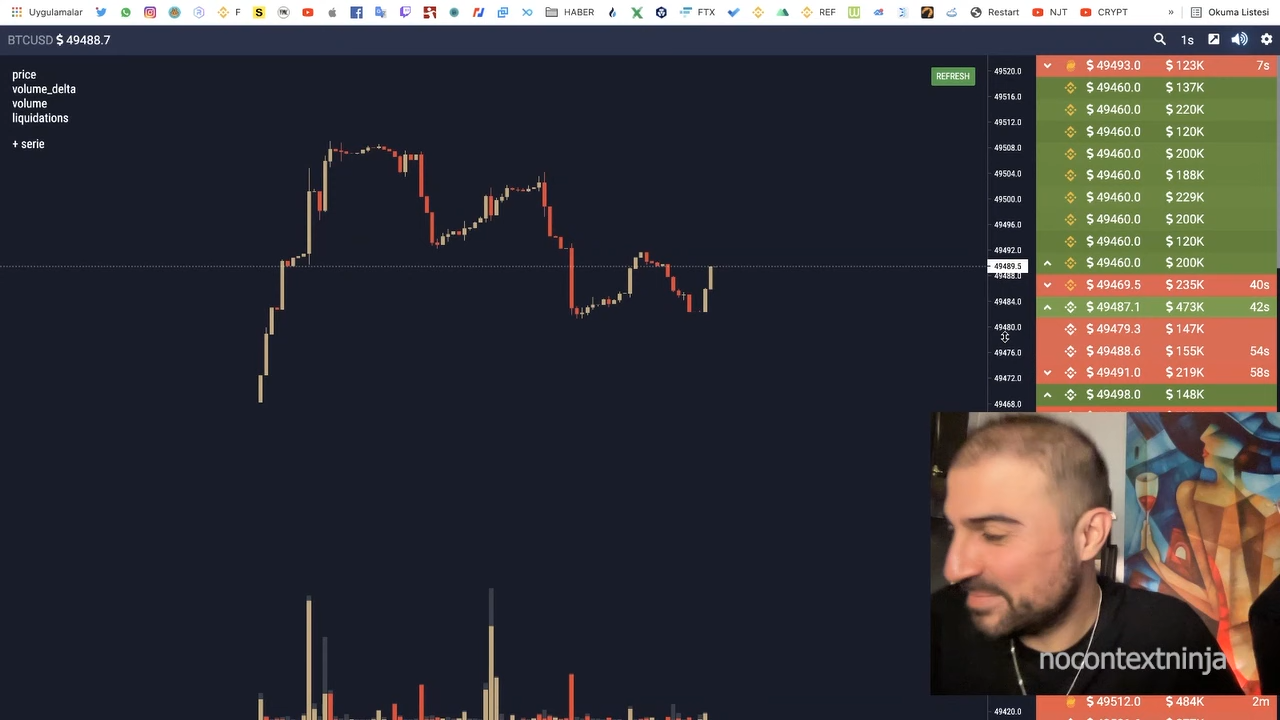 Uygulamalar
F
HABER
FTX
REF
Restart
NJT
CRYPT
»
Okuma Listesi
BTCUSD $ 49488.7
1s
price
volume_delta
volume
liquidations
+ serie
REFRESH
49520.0
49516.0
49512.0
49508.0
49504.0
49500.0
49496.0
49492.0
49489.5
49488.0
49484.0
49480.0
49476.0
49472.0
49468.0
49420.0
$ 49493.0 $ 123K 7s
$ 49460.0 $ 137K
$ 49460.0 $ 220K
$ 49460.0 $ 120K
$ 49460.0 $ 200K
$ 49460.0 $ 188K
$ 49460.0 $ 229K
$ 49460.0 $ 200K
$ 49460.0 $ 120K
$ 49460.0 $ 200K
$ 49469.5 $ 235K 40s
$ 49487.1 $ 473K 42s
$ 49479.3 $ 147K
$ 49488.6 $ 155K 54s
$ 49491.0 $ 219K 58s
$ 49498.0 $ 148K
nocontextninja
$ 49512.0 $ 484K 2m